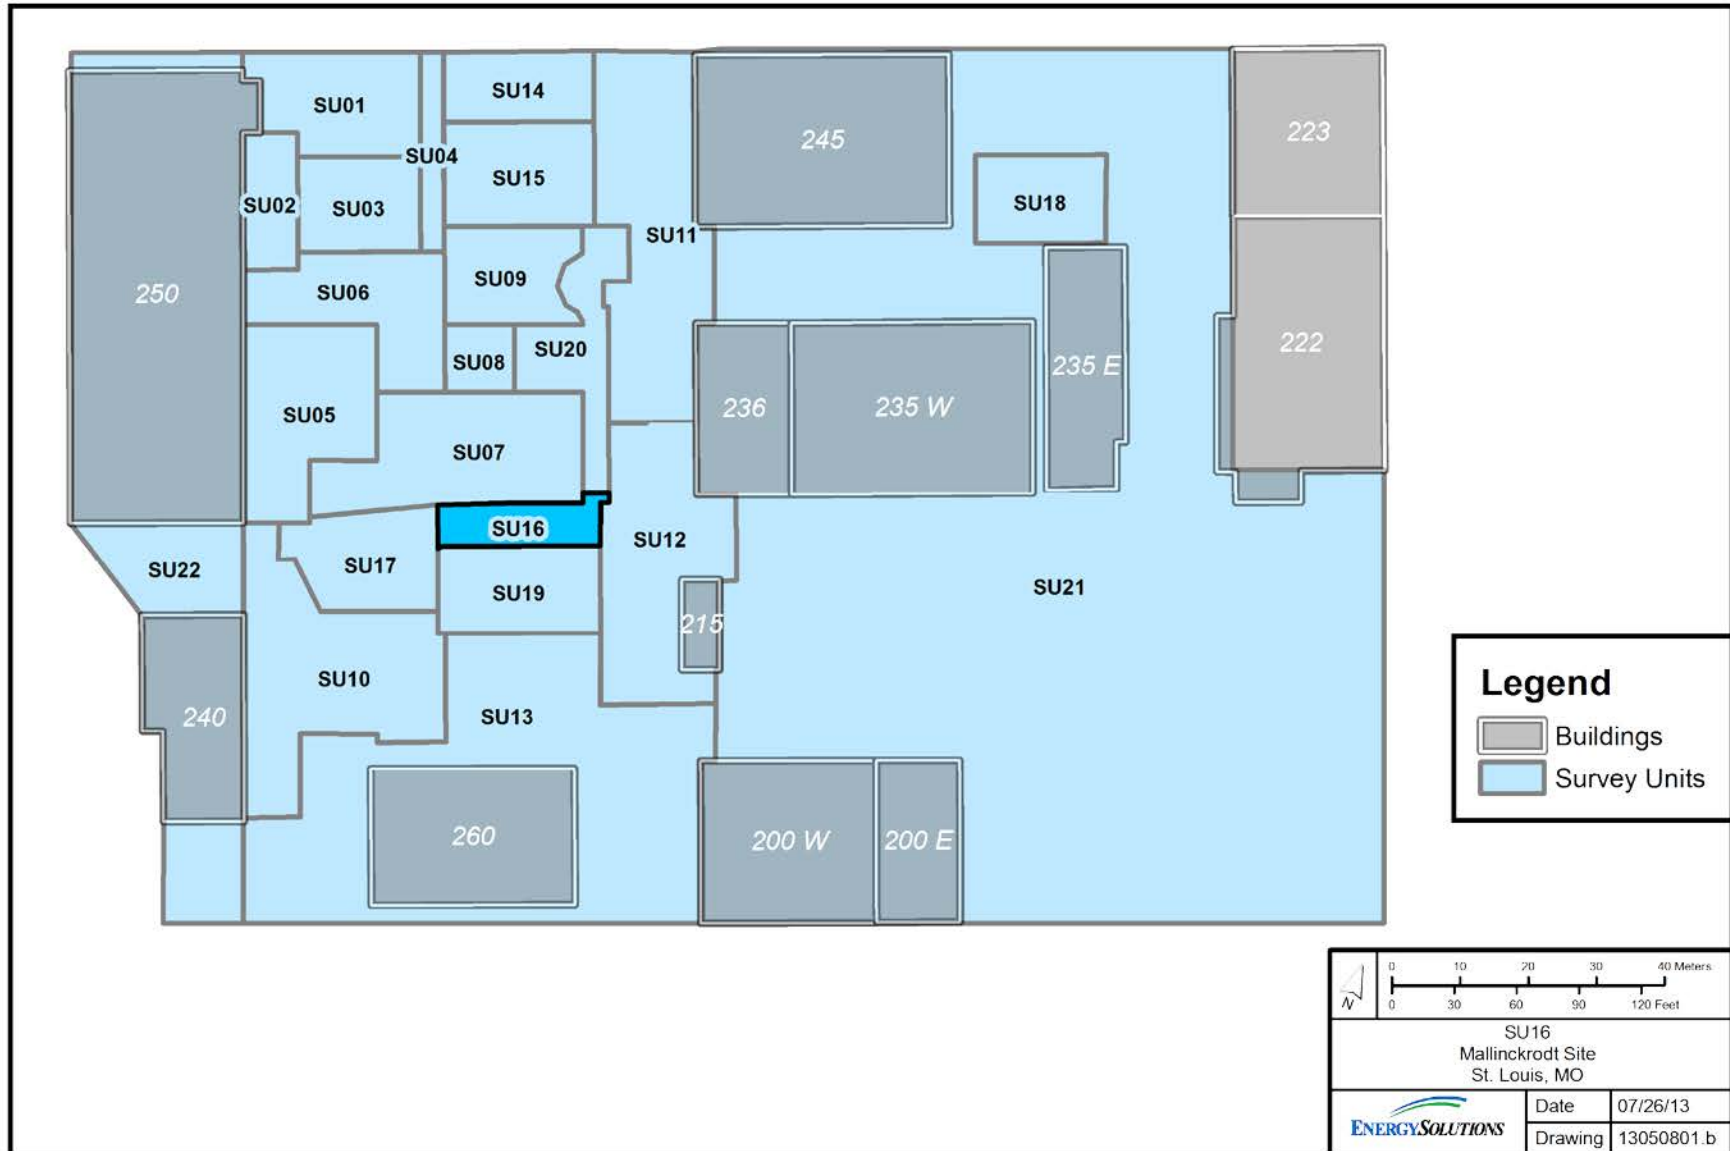 SU01
SU14
245
223
SU04
SU15
SU02
SU03
SU18
SU11
SU09
SU06
250
222
SU20
SU08
235 E
236
235 W
SU05
SU07
SU16
SU12
SU17
SU22
SU19
SU21
215
SU10
SU13
240
260
200 W
200 E
Legend
Buildings
Survey Units
0 10 20 30 40 Meters
N
0 30 60 90 120 Feet
SU16
Mallinckrodt Site
St. Louis, MO
ENERGYSOLUTIONS
Date 07/26/13
Drawing 13050801.b